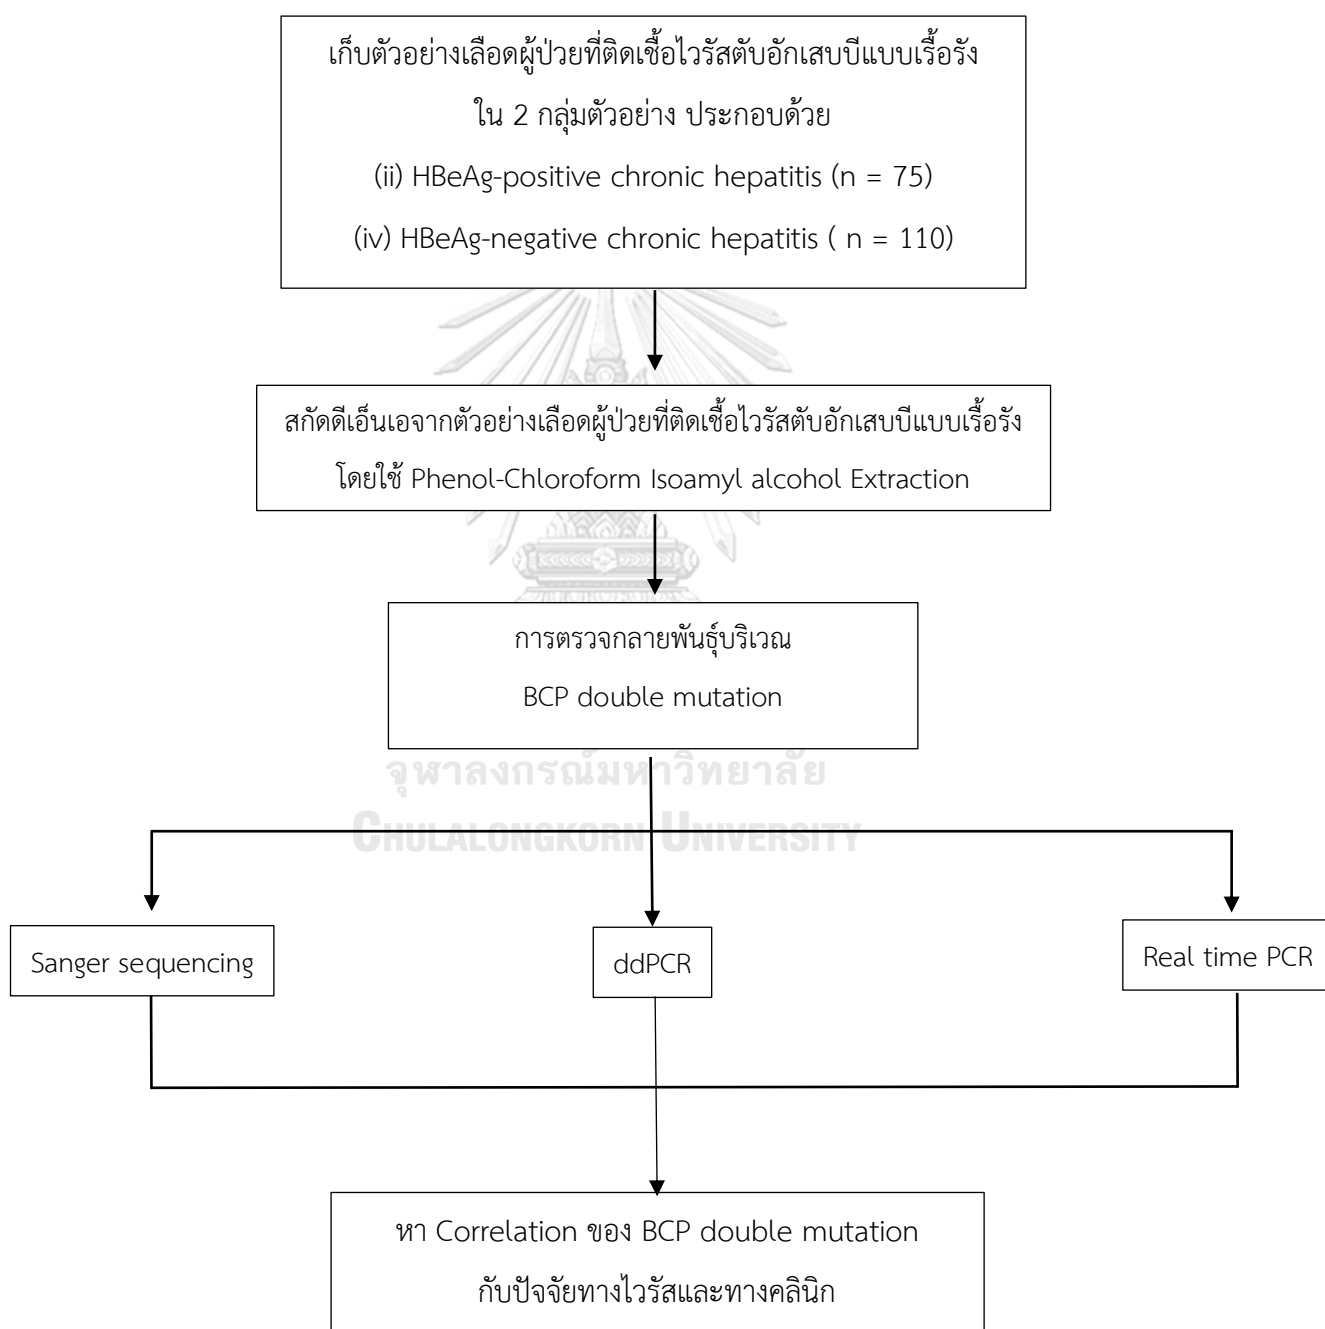 เก็บตัวอย่างเลือดผู้ป่วยที่ติดเชื้อไวรัสตับอักเสบบีแบบเรื้อรัง
ใน 2 กลุ่มตัวอย่าง ประกอบด้วย
(ii) HBeAg-positive chronic hepatitis (n = 75)
(iv) HBeAg-negative chronic hepatitis ( n = 110)
สกัดดีเอ็นเอจากตัวอย่างเลือดผู้ป่วยที่ติดเชื้อไวรัสตับอักเสบบีแบบเรื้อรัง
โดยใช้ Phenol-Chloroform Isoamyl alcohol Extraction
การตรวจกลายพันธุ์บริเวณ
BCP double mutation
จุฬาลงกรณ์มหาวิทยาลัย
CHULALONGKORN UNIVERSITY
Sanger sequencing
ddPCR
Real time PCR
หา Correlation ของ BCP double mutation
กับปัจจัยทางไวรัสและทางคลินิก